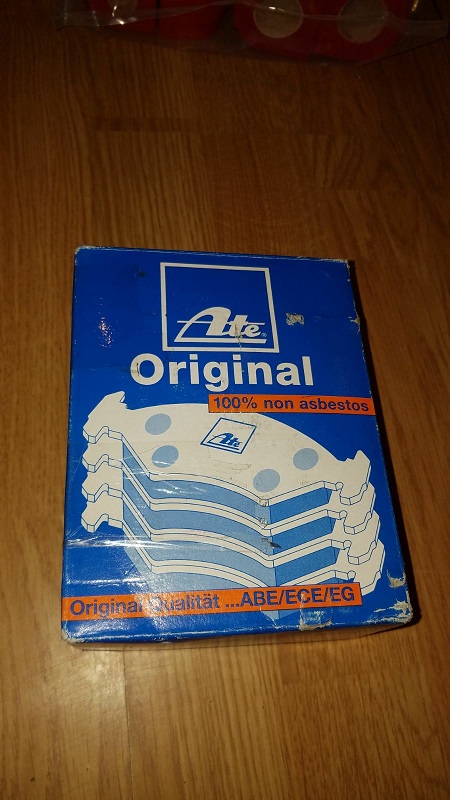 Ate
Original
100% non asbestos
Ate
Original Qualität ...ABE/ECE/EG